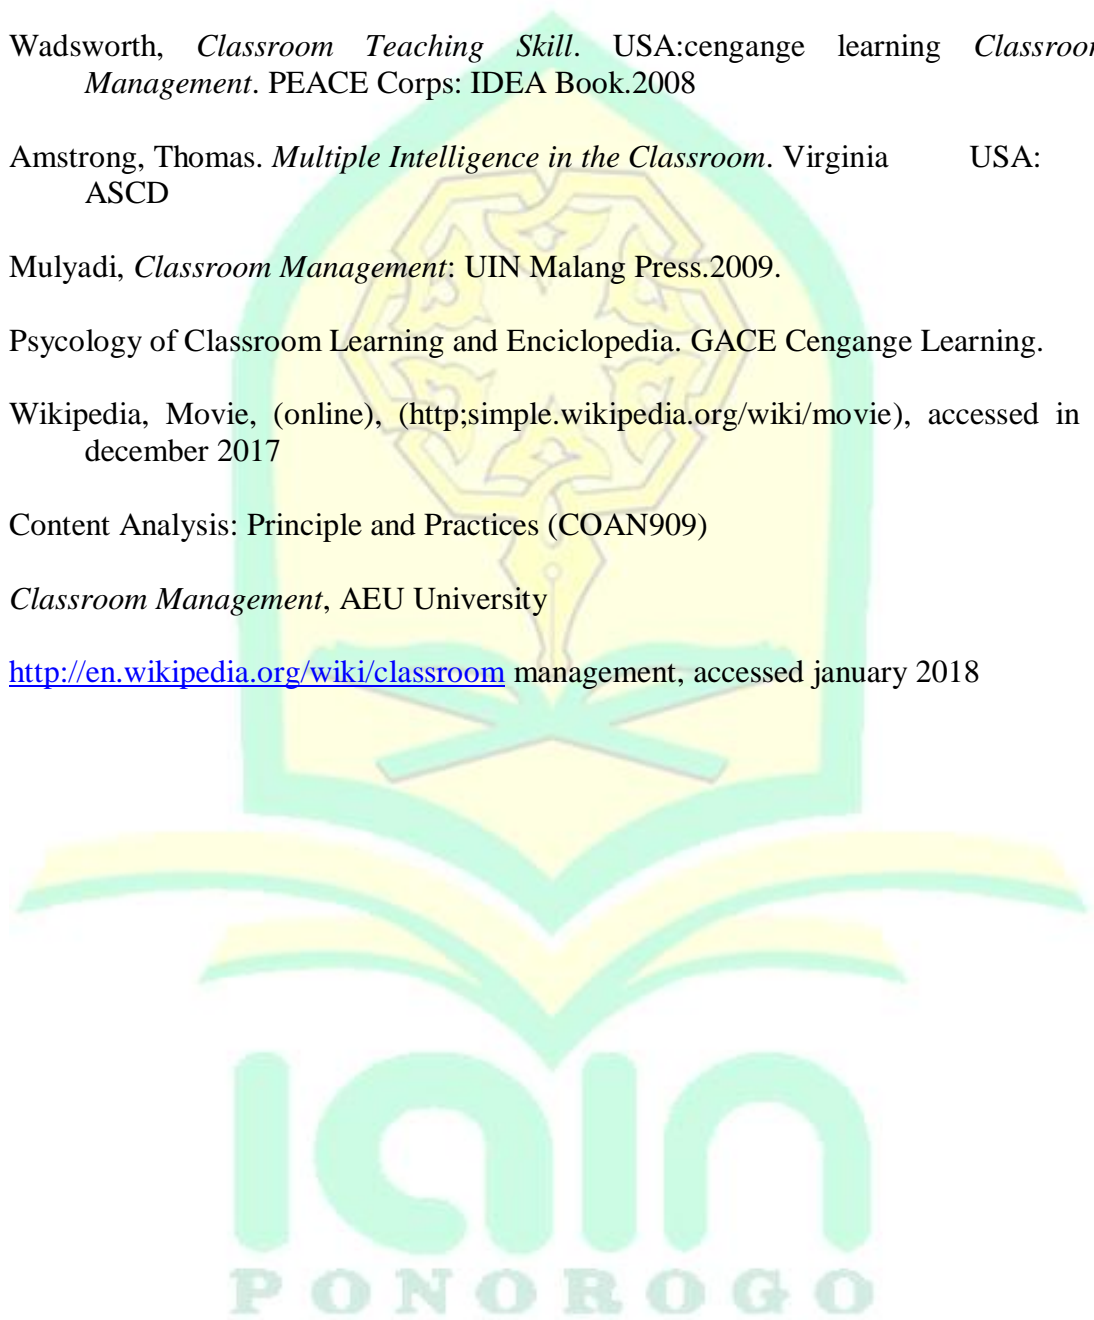 Wadsworth, Classroom Teaching Skill. USA:cengange learning Classroom
Management. PEACE Corps: IDEA Book.2008
Amstrong, Thomas. Multiple Intelligence in the Classroom. Virginia USA:
ASCD
Mulyadi, Classroom Management: UIN Malang Press.2009.
Psycology of Classroom Learning and Enciclopedia. GACE Cengange Learning.
Wikipedia, Movie, (online), (http;simple.wikipedia.org/wiki/movie), accessed in
december 2017
Content Analysis: Principle and Practices (COAN909)
Classroom Management, AEU University
http://en.wikipedia.org/wiki/classroom management, accessed january 2018
iain
PONOROGO